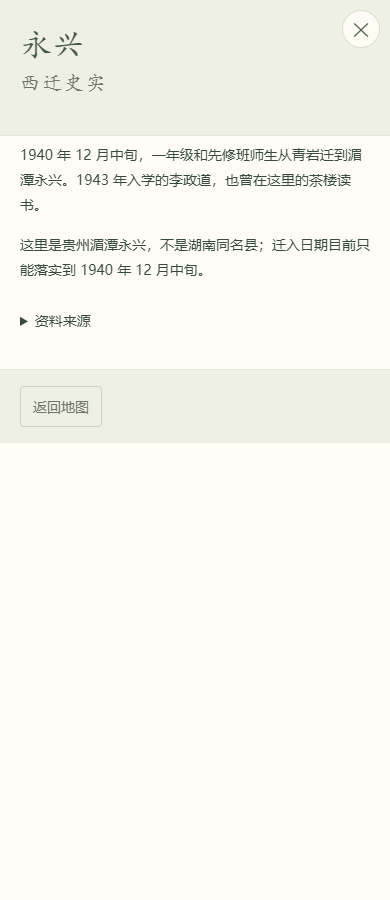 永兴
西迁史实
1940 年 12 月中旬，一年级和先修班师生从青岩迁到湄
潭永兴。1943 年入学的李政道，也曾在这里的茶楼读
书。
这里是贵州湄潭永兴，不是湖南同名县；迁入日期目前只
能落实到 1940 年 12 月中旬。
▶ 资料来源
返回地图